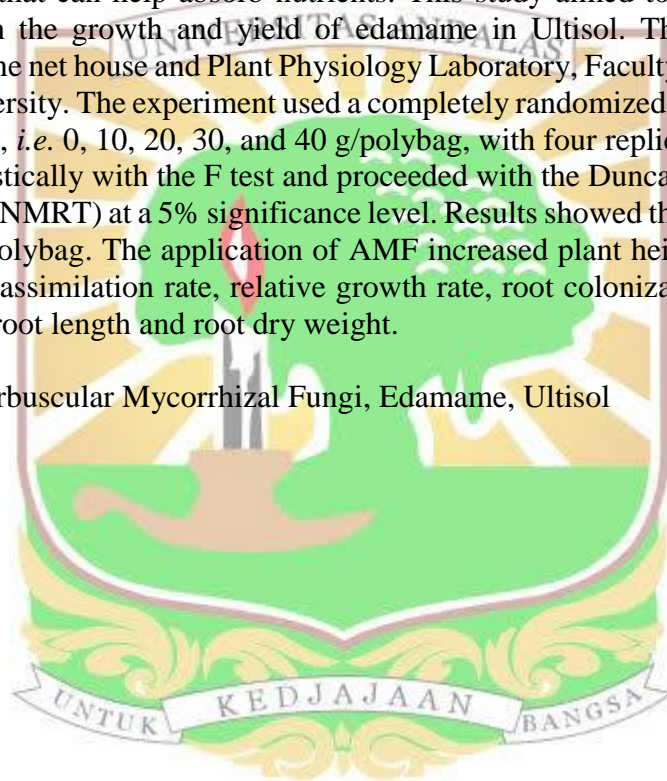 that can help absorb nutrients. This study aimed to
n the growth and yield of edamame in Ultisol. Th
UNIVERSITAS ANDALAS
ne net house and Plant Physiology Laboratory, Faculty
ersity. The experiment used a completely randomized
, i.e. 0, 10, 20, 30, and 40 g/polybag, with four replic
stically with the F test and proceeded with the Dunca
NMRT) at a 5% significance level. Results showed th
olybag. The application of AMF increased plant heig
assimilation rate, relative growth rate, root coloniza
root length and root dry weight.
rbuscular Mycorrhizal Fungi, Edamame, Ultisol
UNTUK KEDJAJAAN BANGSA